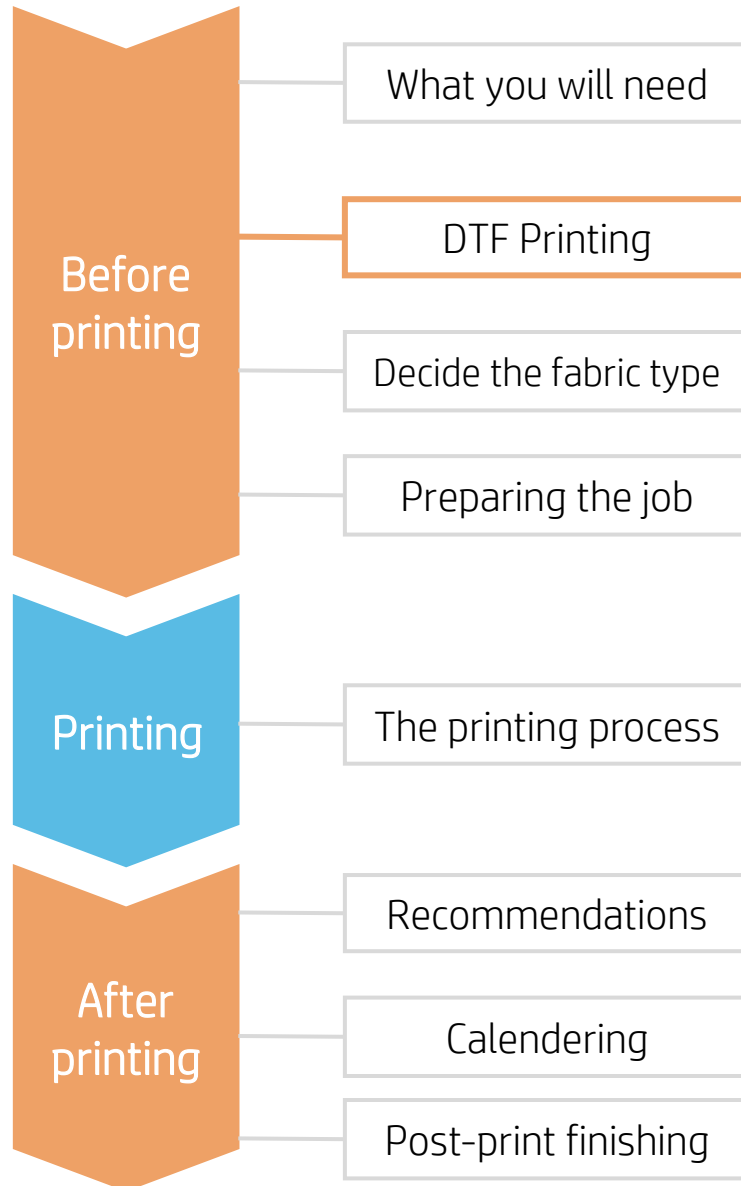 What you will need
DTF Printing
Before
printing
Decide the fabric type
Preparing the job
Printing
The printing process
Recommendations
After
printing
Calendering
Post-print finishing